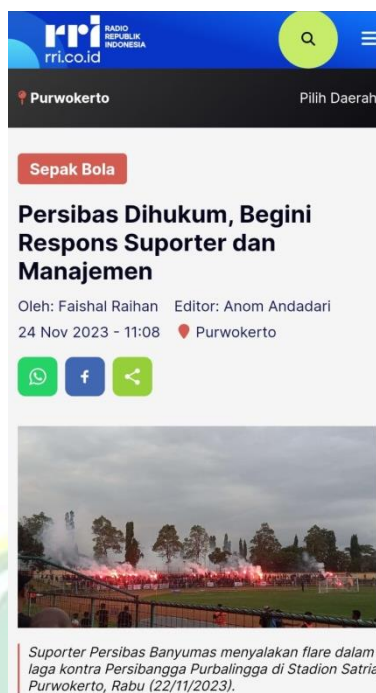 rri
RADIO
REPUBLIK
INDONESIA
rri.co.id
Purwokerto
Pilih Daerah
Sepak Bola
Persibas Dihukum, Begini
Respons Suporter dan
Manajemen
Oleh: Faishal Raihan Editor: Anom Andadari
24 Nov 2023 - 11:08 Purwokerto
f
Suporter Persibas Banyumas menyalakan flare dalam
laga kontra Persibangga Purbalingga di Stadion Satria
Purwokerto, Rabu (22/11/2023).